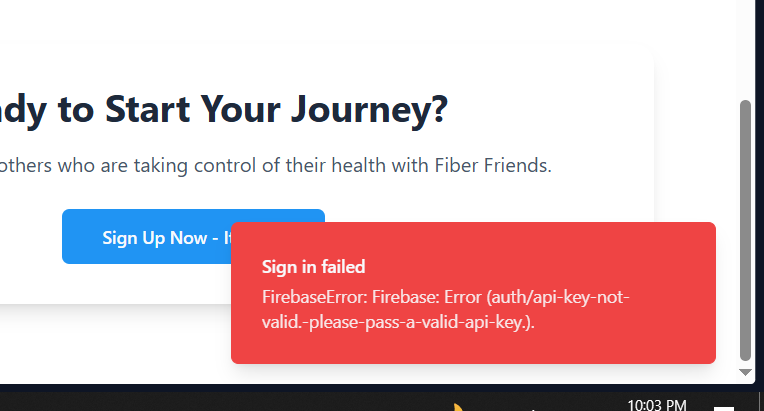 dy to Start Your Journey?
others who are taking control of their health with Fiber Friends.
Sign Up Now - It
Sign in failed
FirebaseError: Firebase: Error (auth/api-key-not-
valid.-please-pass-a-valid-api-key.).
10:03 PM